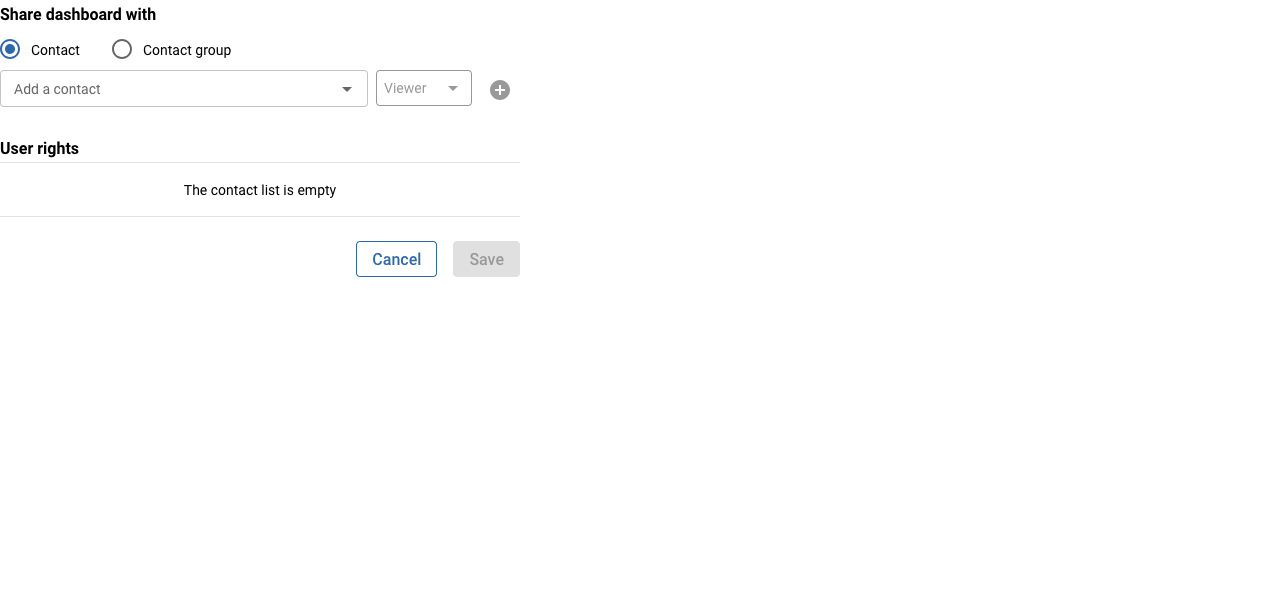 Share dashboard with
Contact Contact group
Add a contact Viewer
User rights
The contact list is empty
Cancel Save